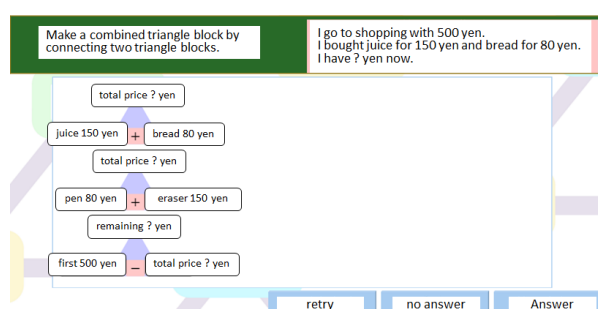 Make a combined triangle block by
connecting two triangle blocks.
I go to shopping with 500 yen.
I bought juice for 150 yen and bread for 80 yen.
I have ? yen now.
total price ? yen
juice 150 yen + bread 80 yen
total price ? yen
pen 80 yen + eraser 150 yen
remaining ? yen
first 500 yen − total price ? yen
retry no answer Answer